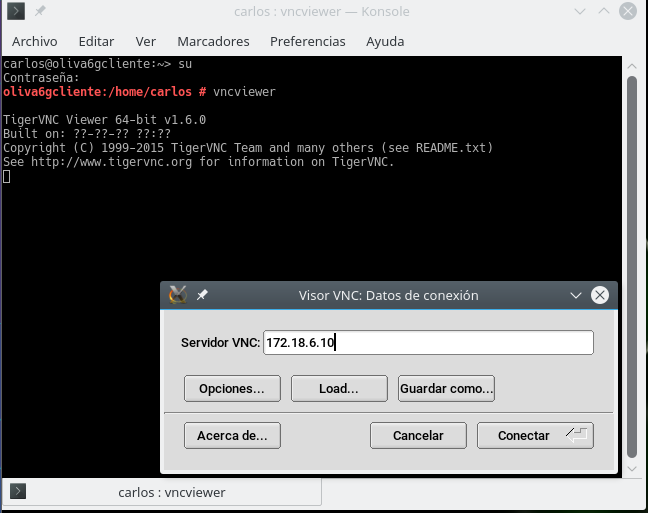 carlos : vncviewer — Konsole
Archivo Editar Ver Marcadores Preferencias Ayuda
carlos@oliva6gcliente:~> su
Contraseña:
oliva6gcliente:/home/carlos # vncviewer
TigerVNC Viewer 64-bit v1.6.0
Built on: ??-??-?? ??:??
Copyright (C) 1999-2015 TigerVNC Team and many others (see README.txt)
See http://www.tigervnc.org for information on TigerVNC.
Visor VNC: Datos de conexión
Servidor VNC: 172.18.6.10
Opciones... Load... Guardar como...
Acerca de... Cancelar Conectar
carlos : vncviewer